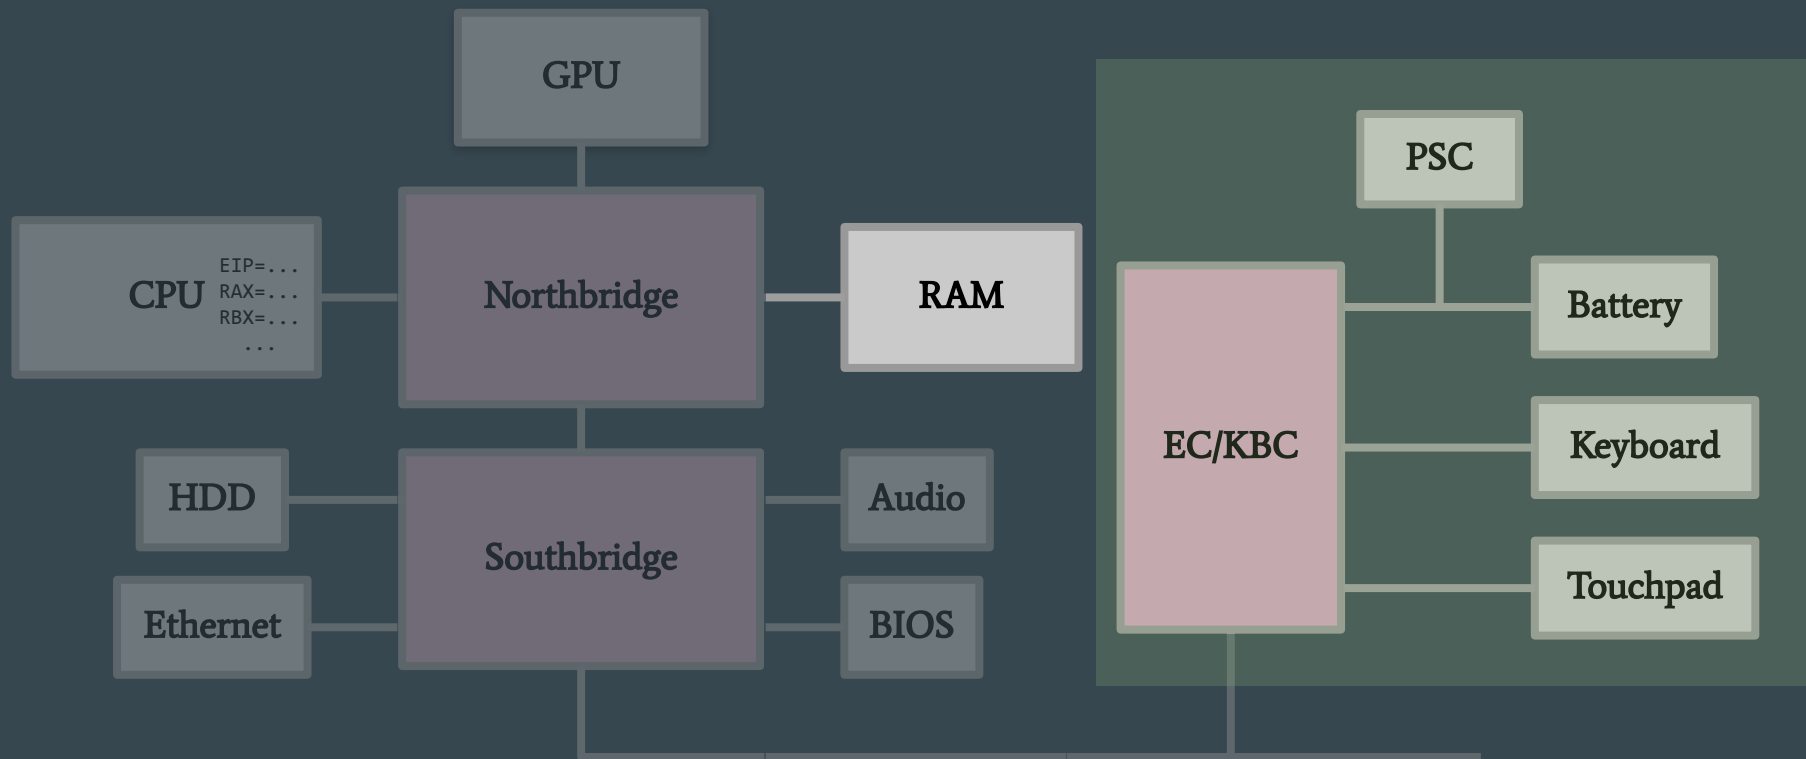 GPU
PSC
CPU
EIP=...
RAX=...
RBX=...
...
Northbridge
RAM
Battery
EC/KBC
Keyboard
HDD
Audio
Southbridge
Touchpad
Ethernet
BIOS